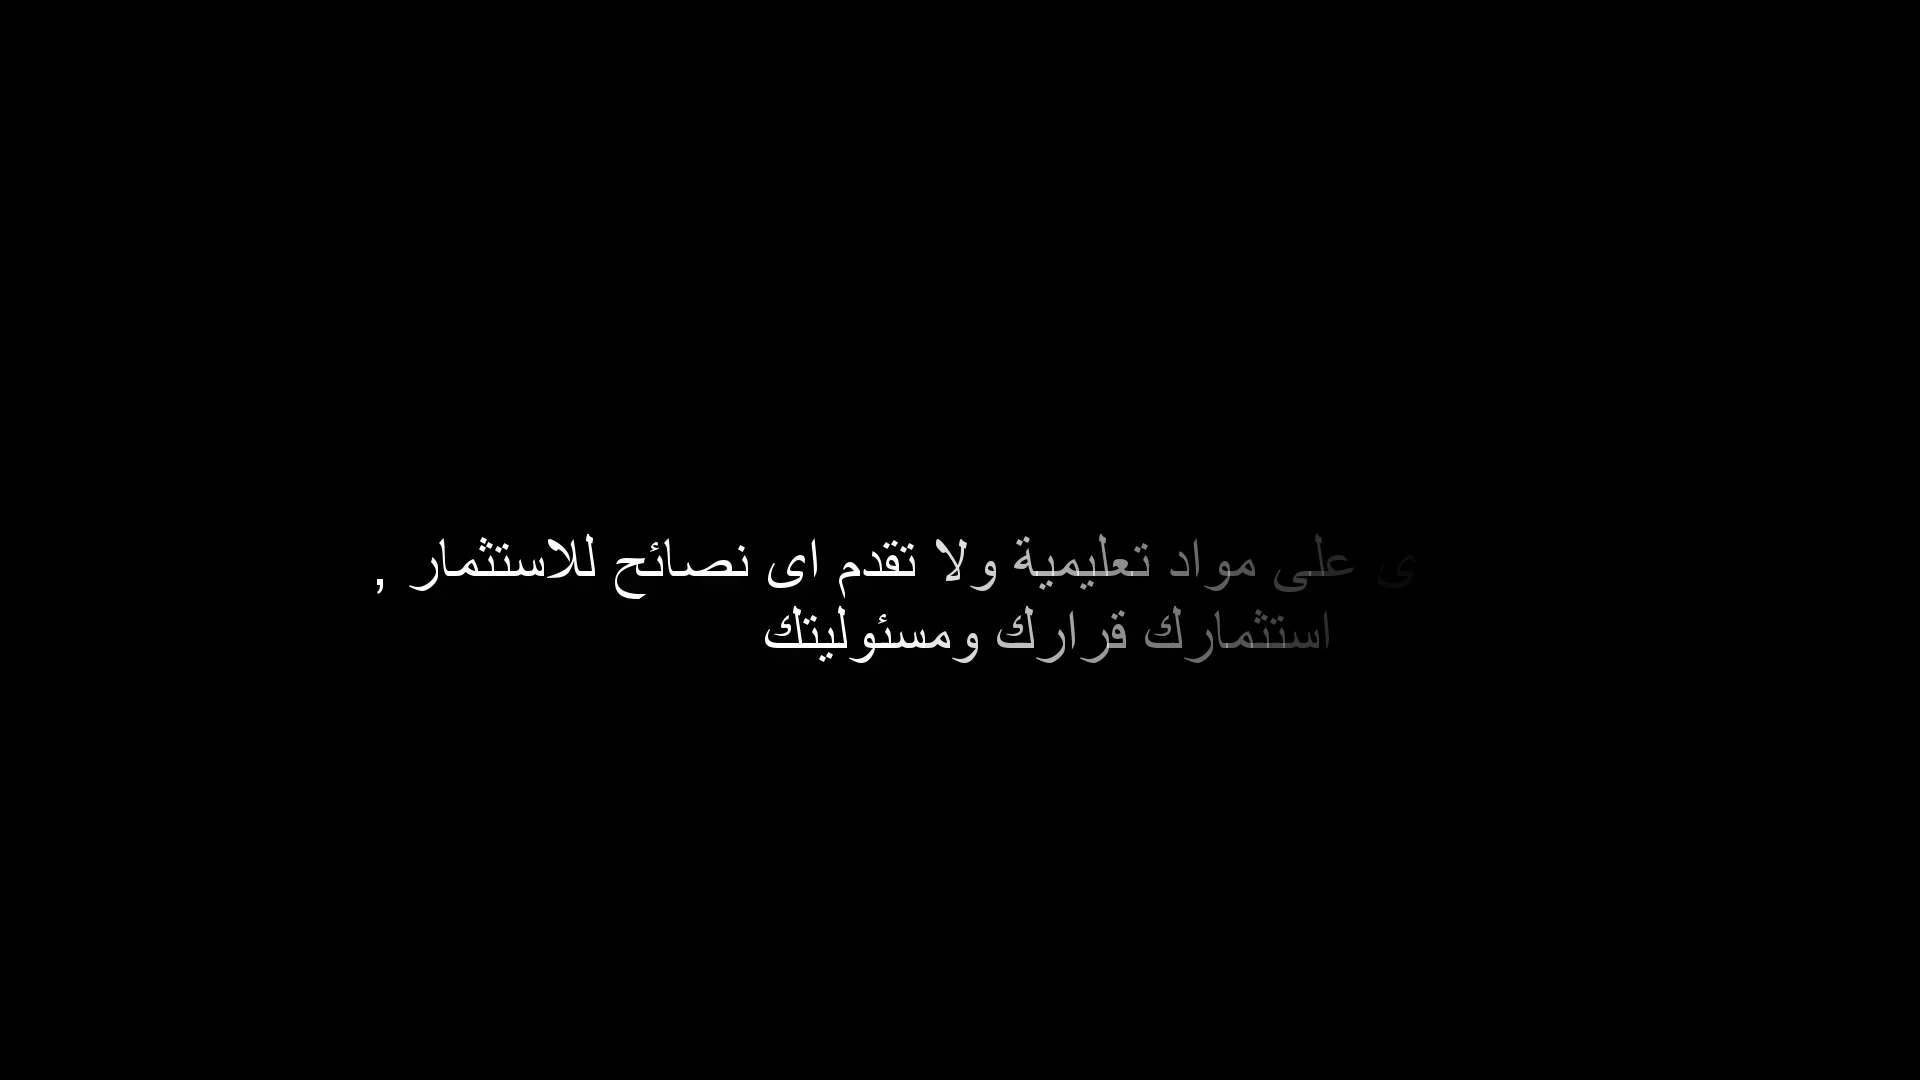 على مواد تعليمية ولا تقدم اى نصائح للاستثمار ,
استثمارك قرارك ومسئوليتك